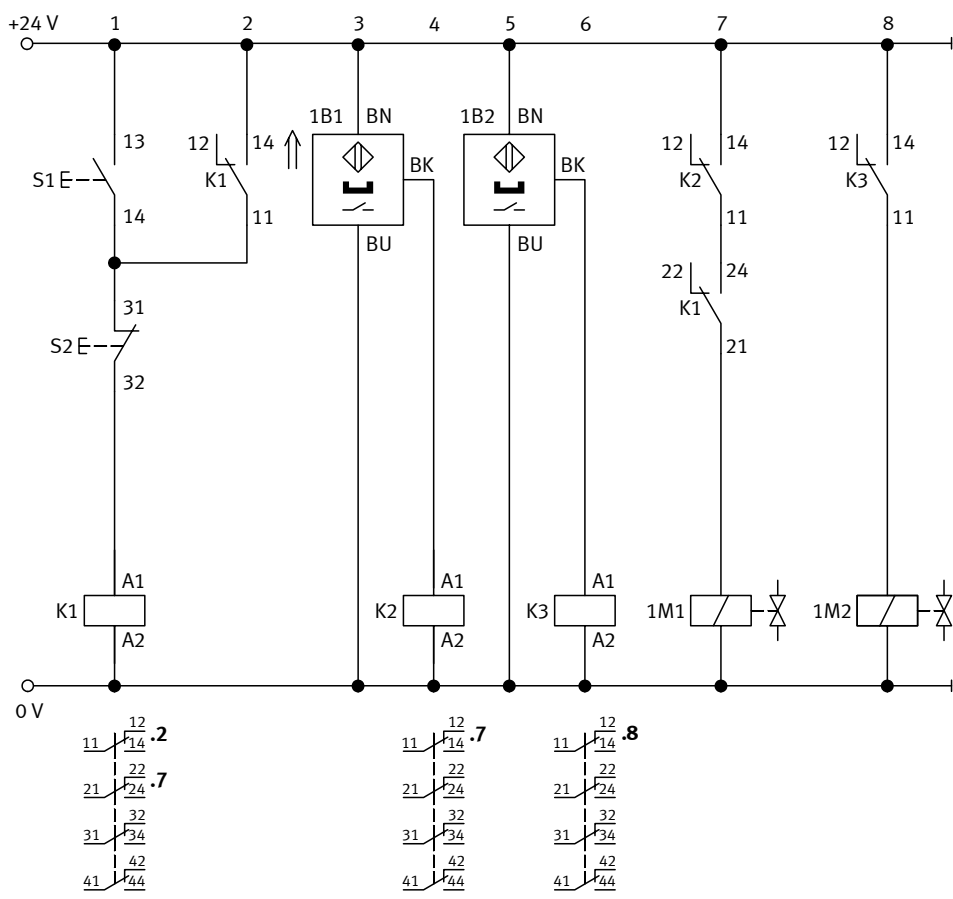 +24 V 1 2 3 4 5 6 7 8
1B1 BN 1B2 BN
13 12 14 12 14 12 14
S1 K1 BK BK K2 K3
14 11 11 11
BU BU
22 24
31 K1
S2 21
32
A1 A1 A1
K1 K2 K3 1M1 1M2
A2 A2 A2
0 V
12 12 12
11 14 .2 11 14 .7 11 14 .8
22 22 22
21 24 .7 21 24 21 24
32 32 32
31 34 31 34 31 34
42 42 42
41 44 41 44 41 44